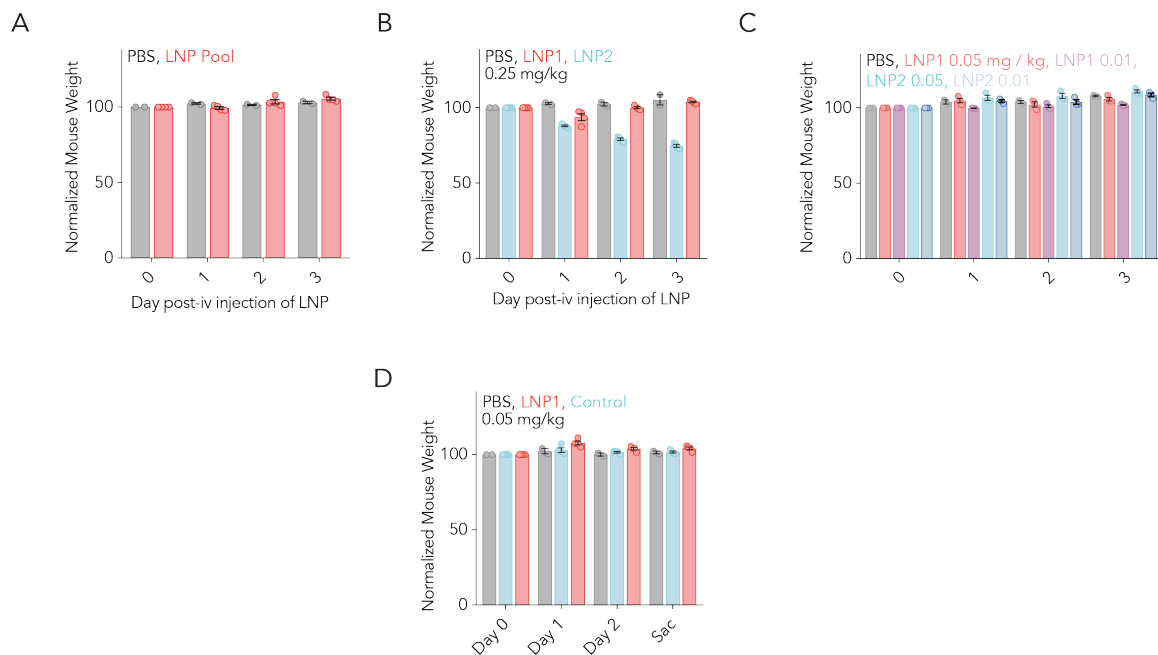 A
PBS, LNP Pool
Normalized Mouse Weight
100
50
0
0 1 2 3
Day post-iv injection of LNP
B
PBS, LNP1, LNP2
0.25 mg/kg
Normalized Mouse Weight
100
50
0
0 1 2 3
Day post-iv injection of LNP
C
PBS, LNP1 0.05 mg / kg, LNP1 0.01,
LNP2 0.05, LNP2 0.01
Normalized Mouse Weight
100
50
0
0 1 2 3
D
PBS, LNP1, Control
0.05 mg/kg
Normalized Mouse Weight
100
50
0
Day 0 Day 1 Day 2 Sac